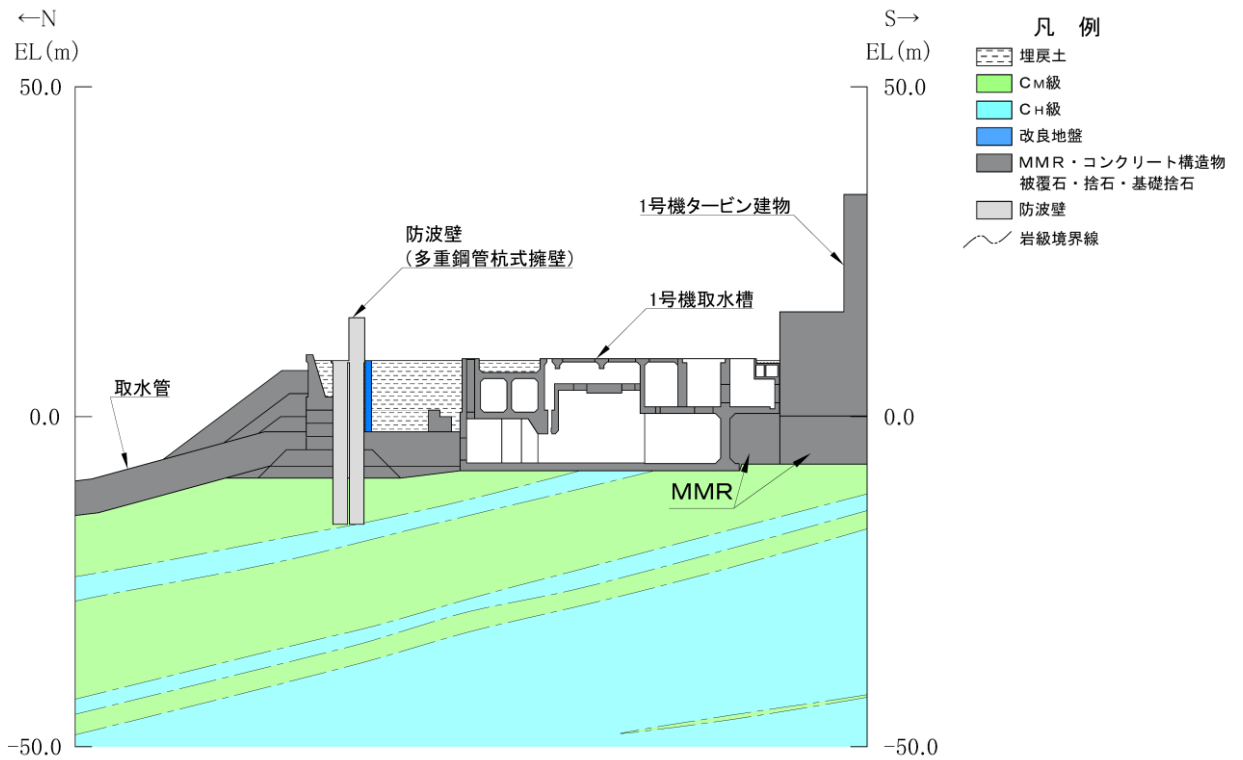 ←N
EL(m)
S→
EL(m)
50.0
50.0
0.0
0.0
-50.0
-50.0
凡 例
埋戻土
CM級
CH級
改良地盤
MMR・コンクリート構造物
被覆石・捨石・基礎捨石
防波壁
岩級境界線
1号機タービン建物
防波壁
(多重鋼管杭式擁壁)
1号機取水槽
取水管
MMR